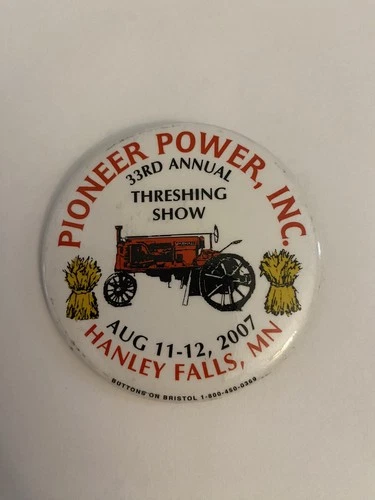 PIONEER POWER, INC.
33RD ANNUAL
THRESHING
SHOW
AUG 11-12, 2007
HANLEY FALLS, MN
BUTTONS ON BRISTOL 1-800-450-0369